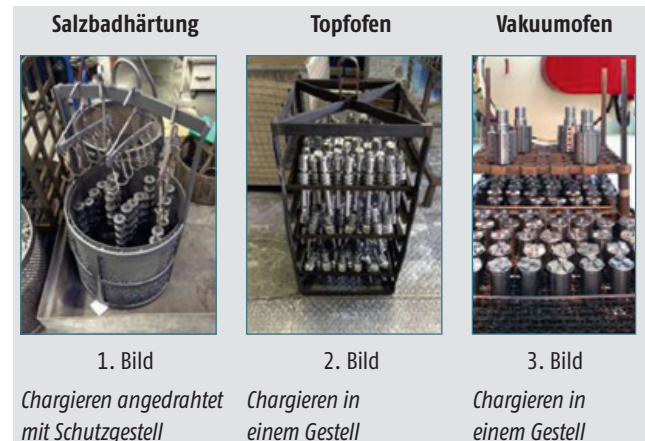 Salzbadhärtung
Topfofen
Vakuumofen
1. Bild
2. Bild
3. Bild
Chargieren angedrahtet
mit Schutzgestell
Chargieren in
einem Gestell
Chargieren in
einem Gestell